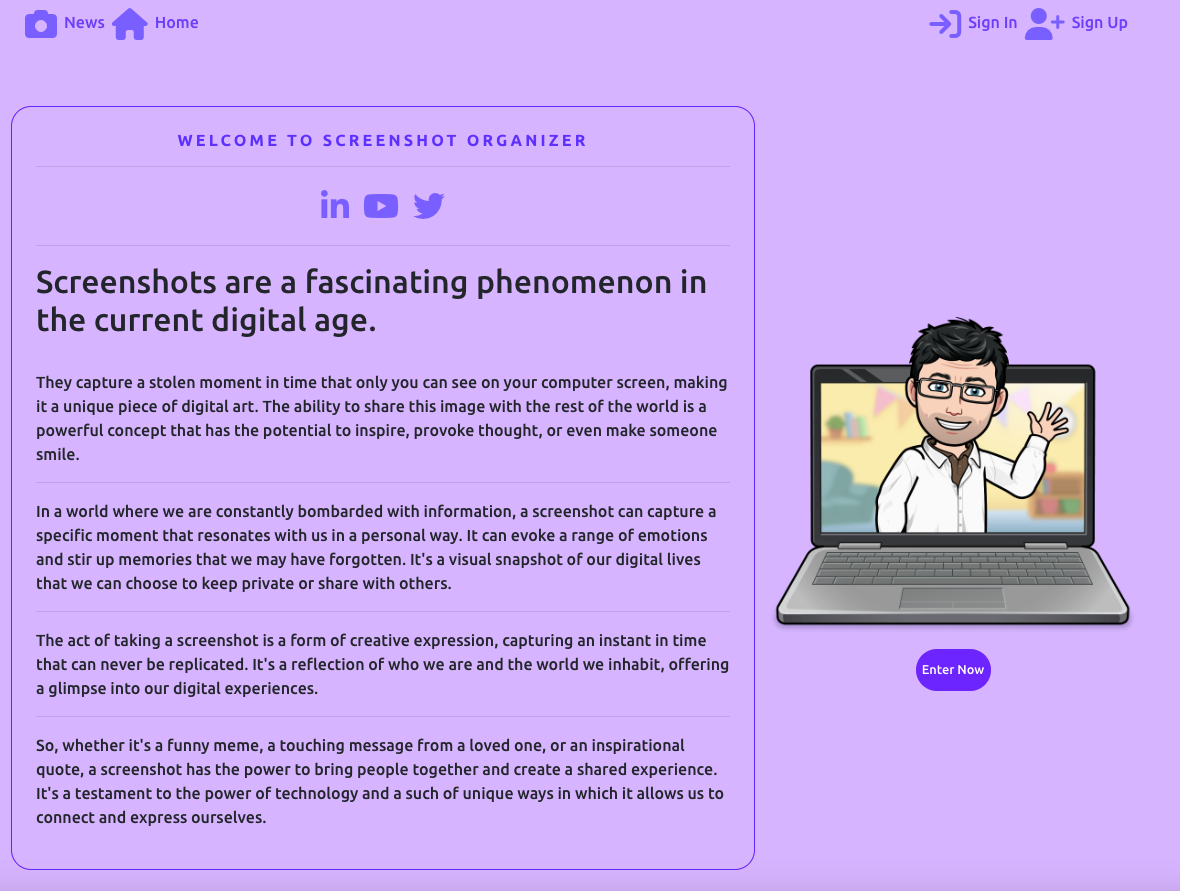 News Home Sign In Sign Up
WELCOME TO SCREENSHOT ORGANIZER
Screenshots are a fascinating phenomenon in
the current digital age.
They capture a stolen moment in time that only you can see on your computer screen, making
it a unique piece of digital art. The ability to share this image with the rest of the world is a
powerful concept that has the potential to inspire, provoke thought, or even make someone
smile.
In a world where we are constantly bombarded with information, a screenshot can capture a
specific moment that resonates with us in a personal way. It can evoke a range of emotions
and stir up memories that we may have forgotten. It's a visual snapshot of our digital lives
that we can choose to keep private or share with others.
The act of taking a screenshot is a form of creative expression, capturing an instant in time
that can never be replicated. It's a reflection of who we are and the world we inhabit, offering
a glimpse into our digital experiences.
So, whether it's a funny meme, a touching message from a loved one, or an inspirational
quote, a screenshot has the power to bring people together and create a shared experience.
It's a testament to the power of technology and a such of unique ways in which it allows us to
connect and express ourselves.
Enter Now